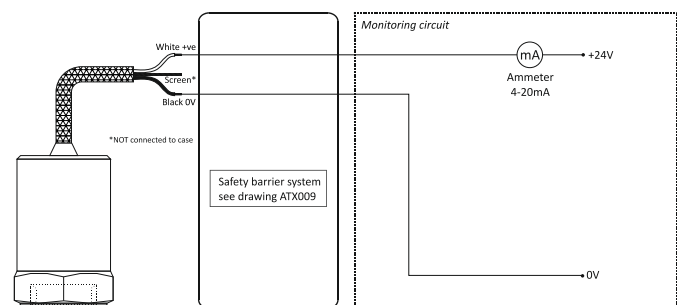 Monitoring circuit
White +ve
mA
+24V
Screen*
Ammeter
4-20mA
Black 0V
*NOT connected to case
Safety barrier system
see drawing ATX009
0V